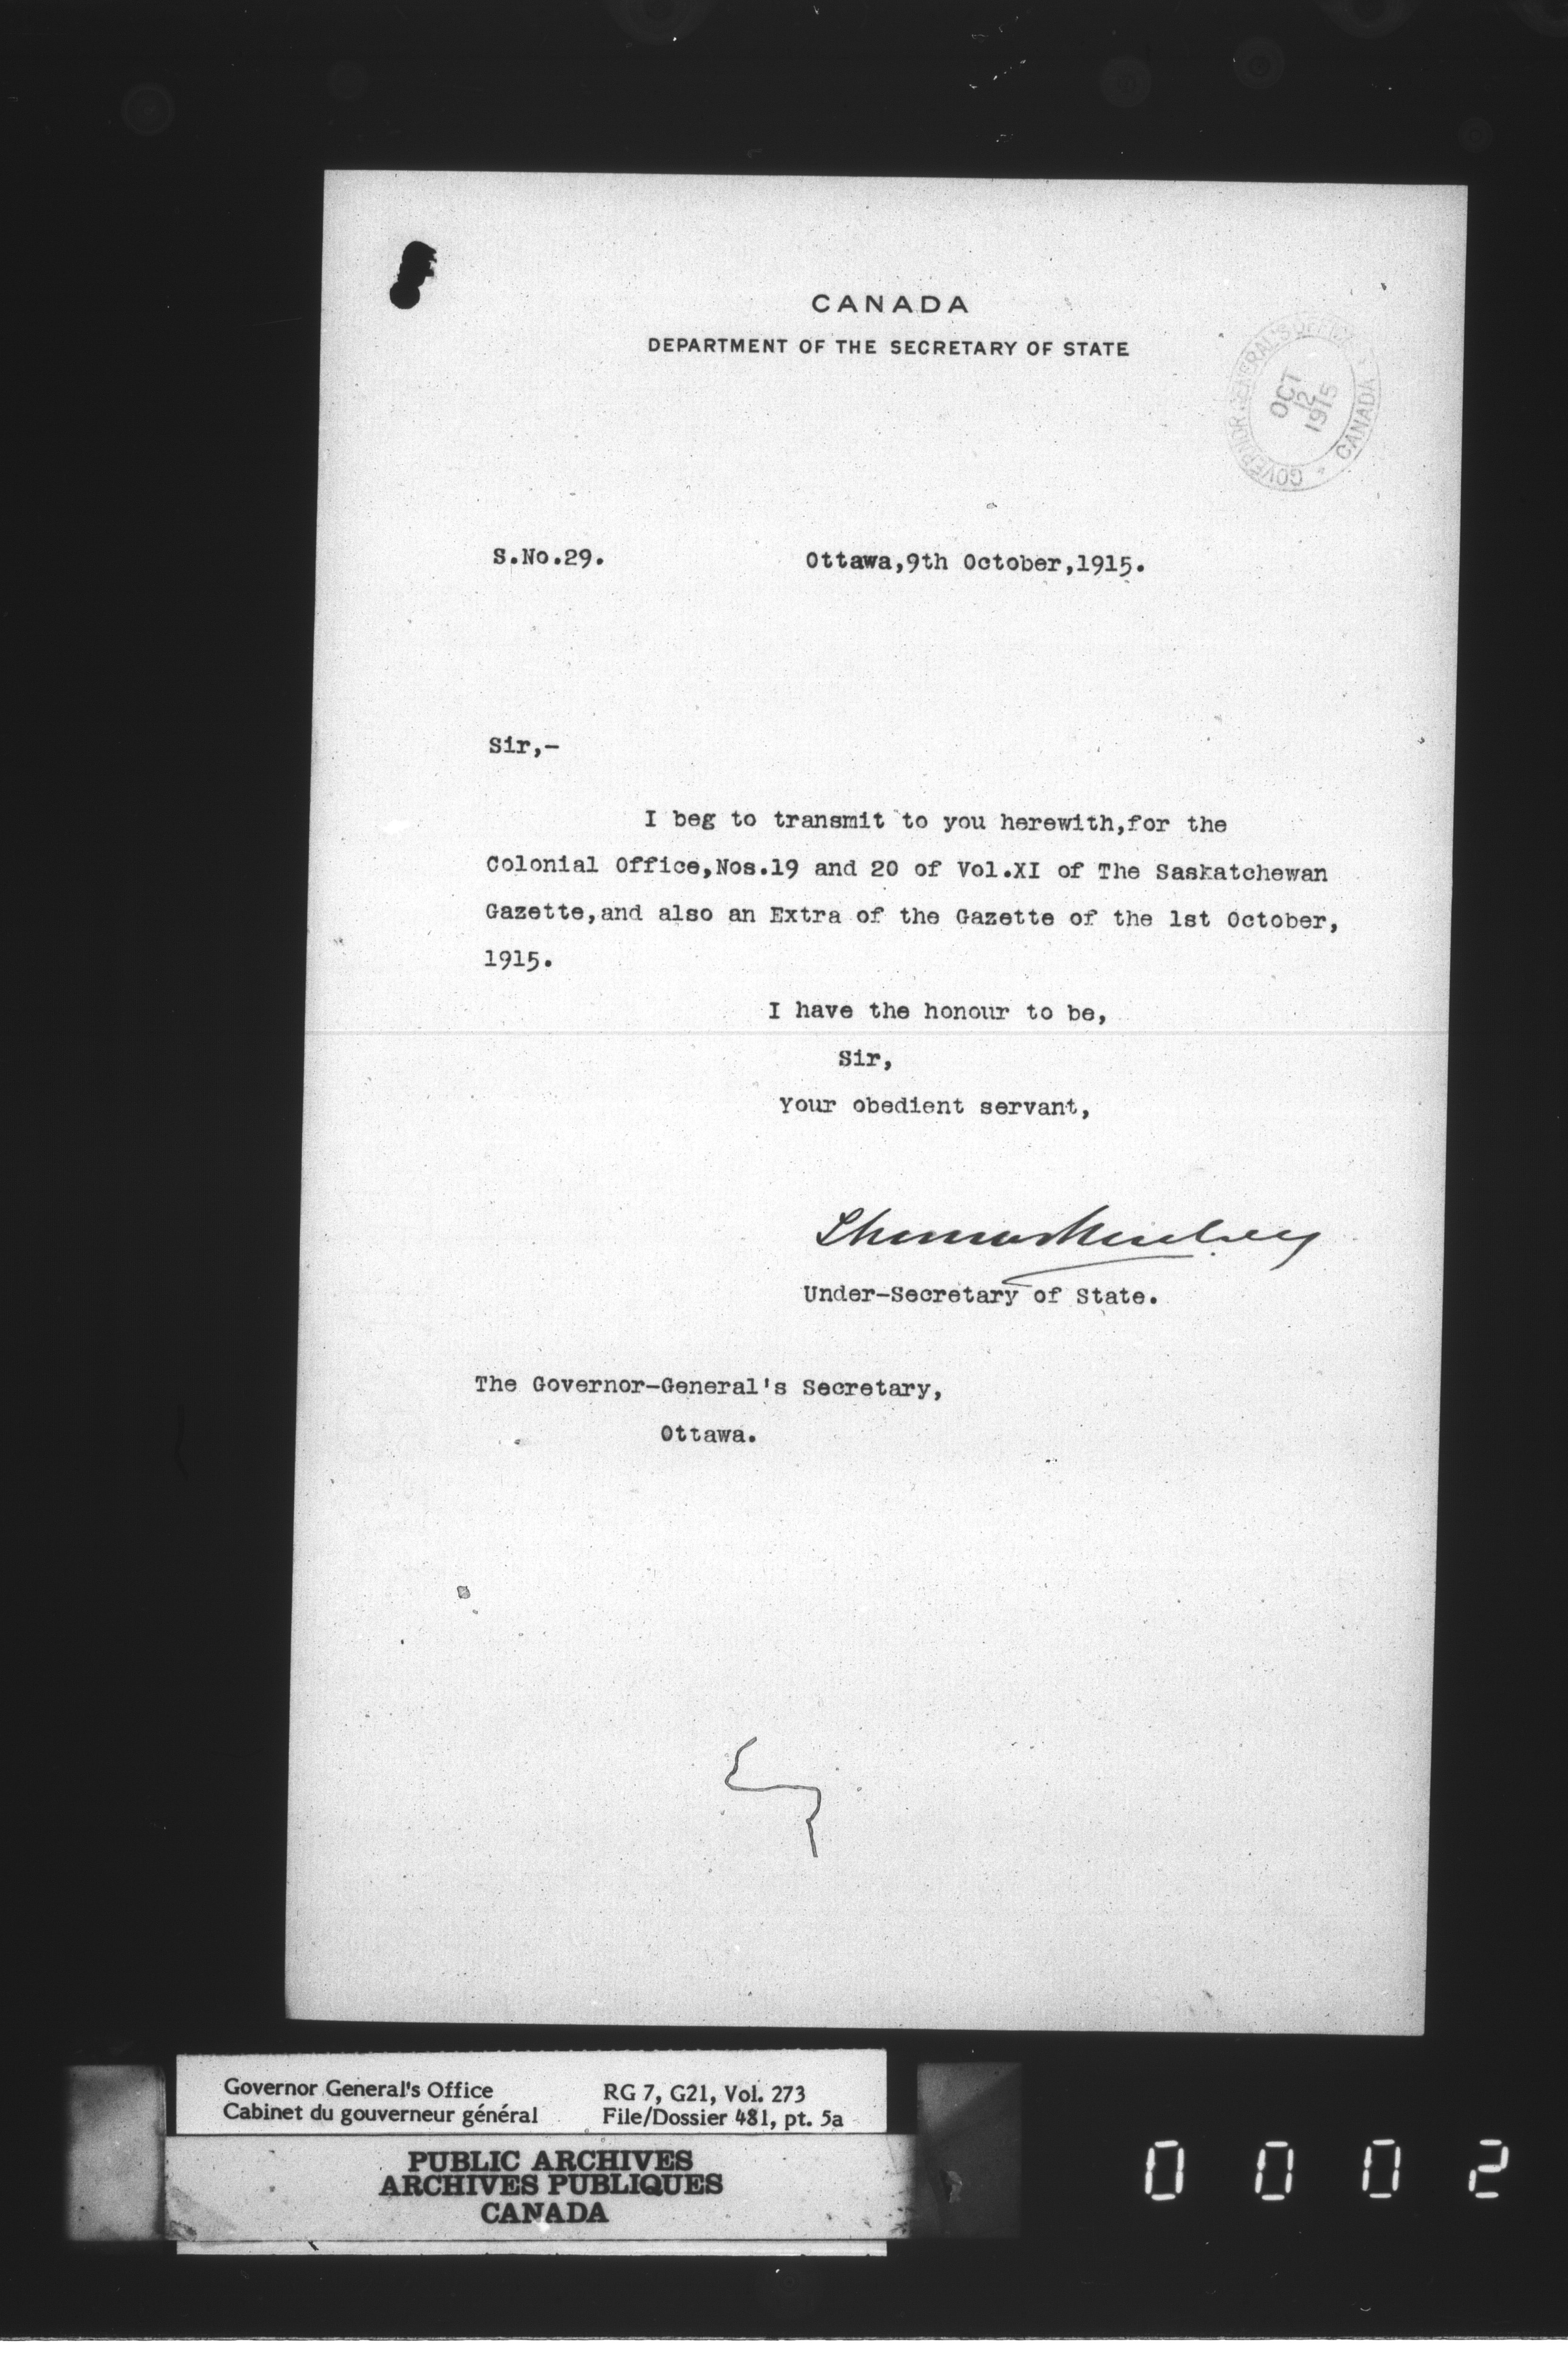 CANADA
DEPARTMENT OF THE SECRETARY OF STATE
GOVERNOR GENERAL'S OFFICE
CANADA
OCT
12
1915
S.No.29.
Ottawa,9th October,1915.
Sir,-
I beg to transmit to you herewith,for the
Colonial Office,Nos.19 and 20 of Vol.XI of The Saskatchewan
Gazette,and also an Extra of the Gazette of the 1st October,
1915.
I have the honour to be,
Sir,
Your obedient servant,
Thomas Mulvey
Under-Secretary of State.
The Governor-General's Secretary,
Ottawa.
Governor General's Office
Cabinet du gouverneur général
RG 7, G21, Vol. 273
File/Dossier 481, pt. 5a
PUBLIC ARCHIVES
ARCHIVES PUBLIQUES
CANADA
0002